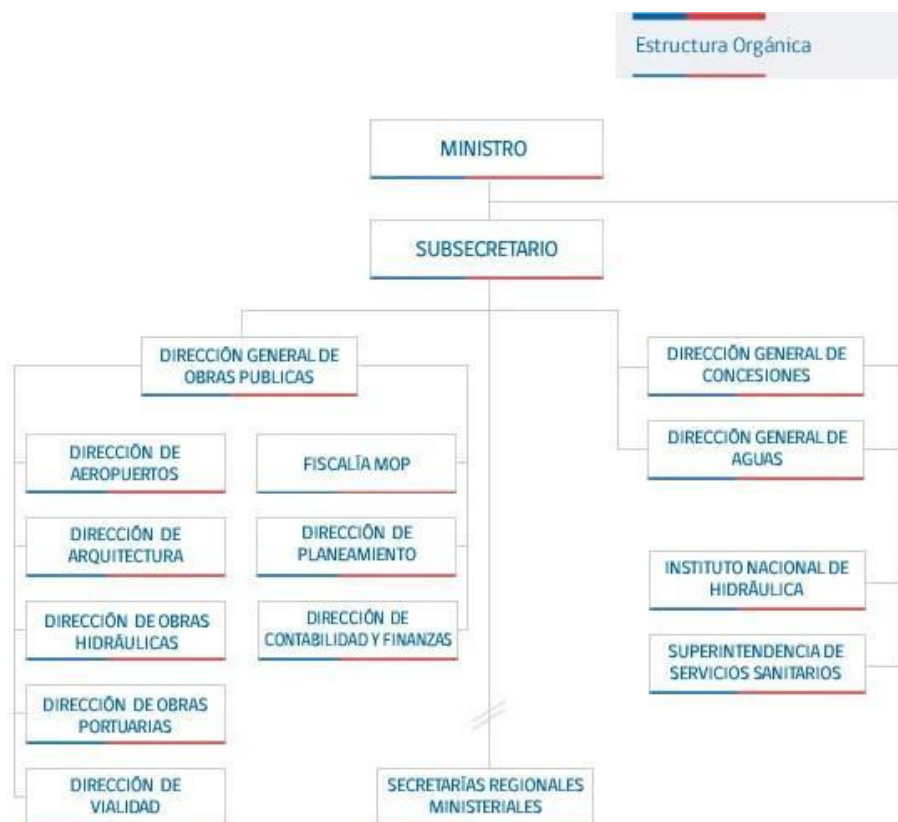 Estructura Orgánica
MINISTRO
SUBSECRETARIO
DIRECCIÓN GENERAL DE
OBRAS PUBLICAS
DIRECCIÓN GENERAL DE
CONCESIONES
DIRECCIÓN GENERAL DE
AGUAS
DIRECCIÓN DE
AEROPUERTOS
FISCALÍA MOP
DIRECCIÓN DE
ARQUITECTURA
DIRECCIÓN DE
PLANEAMIENTO
INSTITUTO NACIONAL DE
HIDRÁULICA
DIRECCIÓN DE OBRAS
HIDRÁULICAS
DIRECCIÓN DE
CONTABILIDAD Y FINANZAS
SUPERINTENDENCIA DE
SERVICIOS SANITARIOS
DIRECCIÓN DE OBRAS
PORTUARIAS
DIRECCIÓN DE
VIALIDAD
SECRETARÍAS REGIONALES
MINISTERIALES